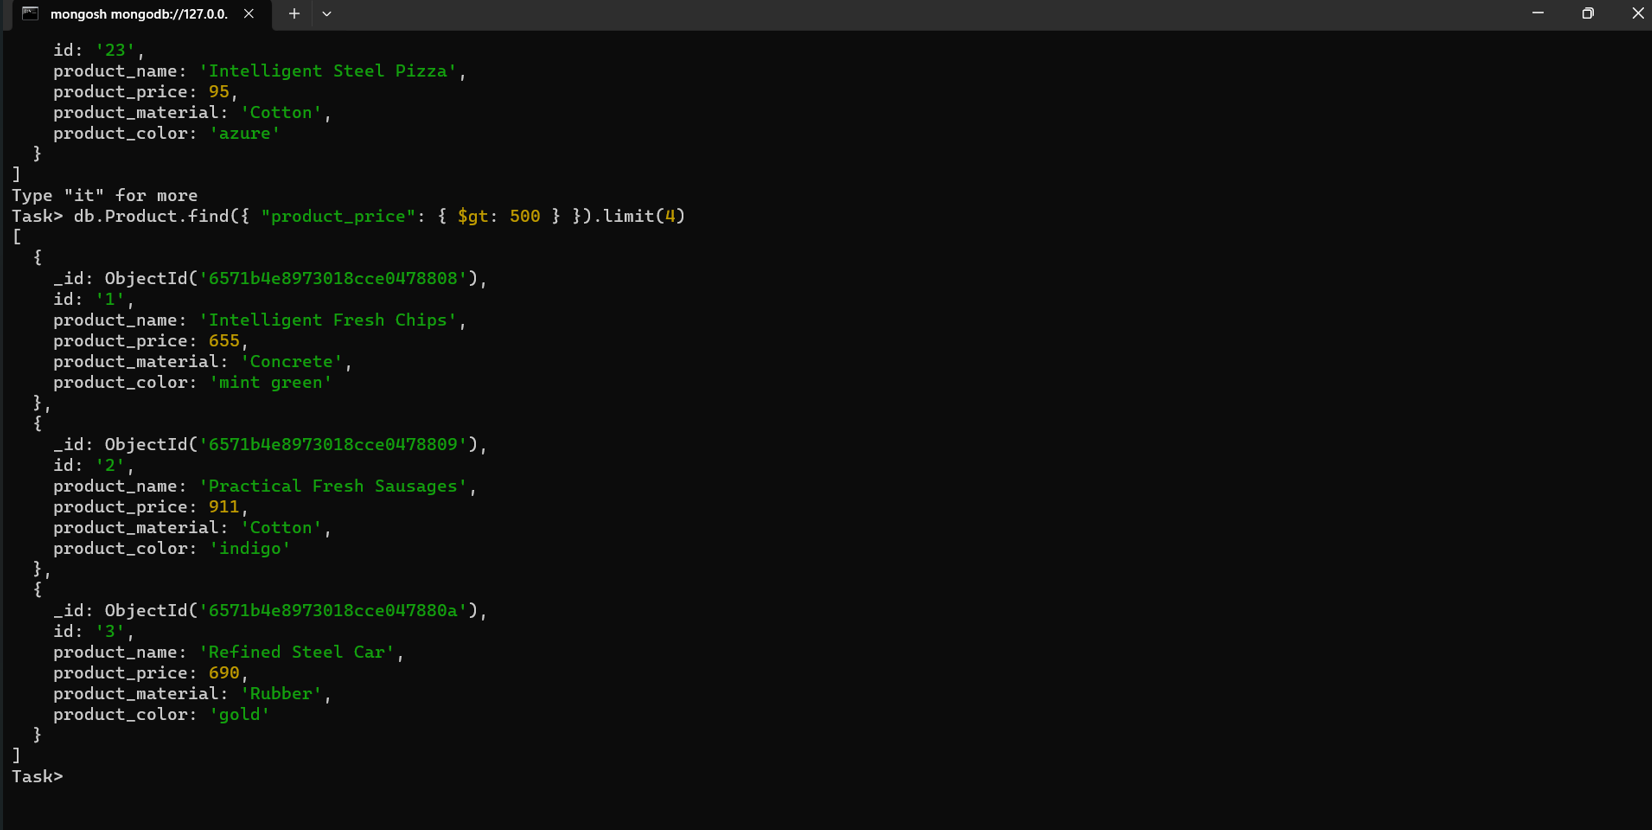 mongosh mongodb://127.0.0.
id: '23',
product_name: 'Intelligent Steel Pizza',
product_price: 95,
product_material: 'Cotton',
product_color: 'azure'
}
]
Type "it" for more
Task> db.Product.find({ "product_price": { $gt: 500 } }).limit(4)
[
{
_id: ObjectId('6571b4e8973018cce0478808'),
id: '1',
product_name: 'Intelligent Fresh Chips',
product_price: 655,
product_material: 'Concrete',
product_color: 'mint green'
},
{
_id: ObjectId('6571b4e8973018cce0478809'),
id: '2',
product_name: 'Practical Fresh Sausages',
product_price: 911,
product_material: 'Cotton',
product_color: 'indigo'
},
{
_id: ObjectId('6571b4e8973018cce047880a'),
id: '3',
product_name: 'Refined Steel Car',
product_price: 690,
product_material: 'Rubber',
product_color: 'gold'
}
]
Task>